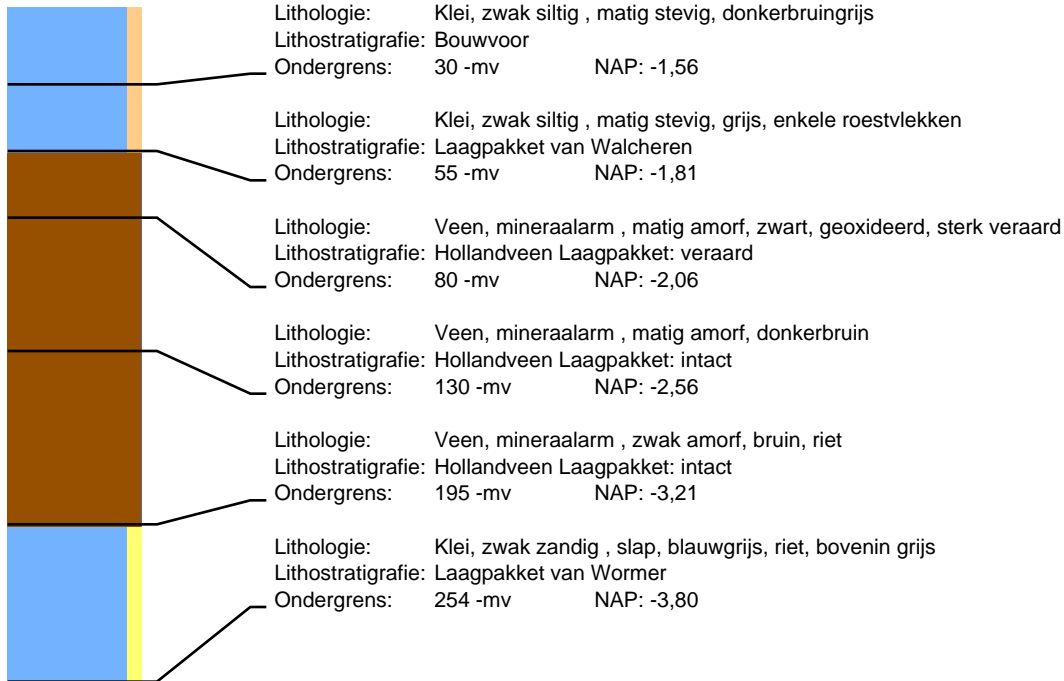 Lithologie: Klei, zwak siltig , matig stevig, donkerbruingrijs
Lithostratigrafie: Bouwvoor
Ondergrens: 30 -mv NAP: -1,56
Lithologie: Klei, zwak siltig , matig stevig, grijs, enkele roestvlekken
Lithostratigrafie: Laagpakket van Walcheren
Ondergrens: 55 -mv NAP: -1,81
Lithologie: Veen, mineraalarm , matig amorf, zwart, geoxideerd, sterk veraard
Lithostratigrafie: Hollandveen Laagpakket: veraard
Ondergrens: 80 -mv NAP: -2,06
Lithologie: Veen, mineraalarm , matig amorf, donkerbruin
Lithostratigrafie: Hollandveen Laagpakket: intact
Ondergrens: 130 -mv NAP: -2,56
Lithologie: Veen, mineraalarm , zwak amorf, bruin, riet
Lithostratigrafie: Hollandveen Laagpakket: intact
Ondergrens: 195 -mv NAP: -3,21
Lithologie: Klei, zwak zandig , slap, blauwgrijs, riet, bovenin grijs
Lithostratigrafie: Laagpakket van Wormer
Ondergrens: 254 -mv NAP: -3,80